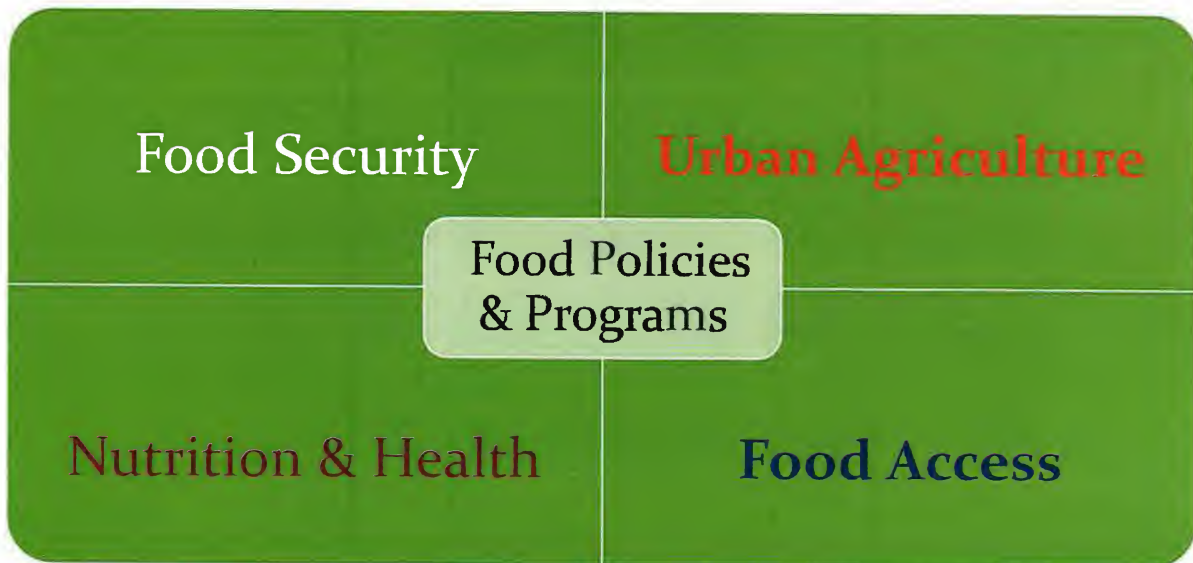 Food Security
Urban Agriculture
Food Policies
& Programs
Nutrition & Health
Food Access